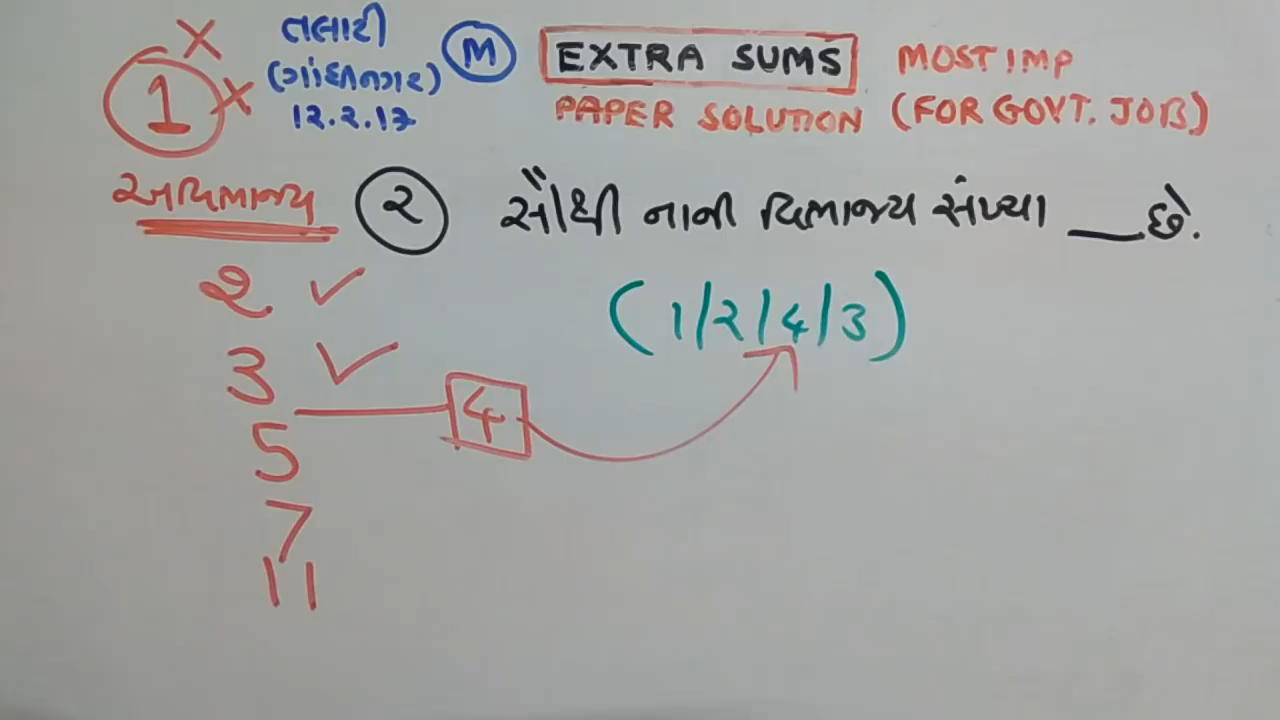 1 × ×
તલાટી
(ગાંધીનગર)
12.2.17
M
EXTRA SUMS
PAPER SOLUTION
MOST IMP
(FOR GOVT. JOB)
અવિભાજ્ય
૨
સૌથી નાની વિભાજ્ય સંખ્યા __ છે.
(1/2/4/3)
૨ ✓
3 ✓
4
5
7
11